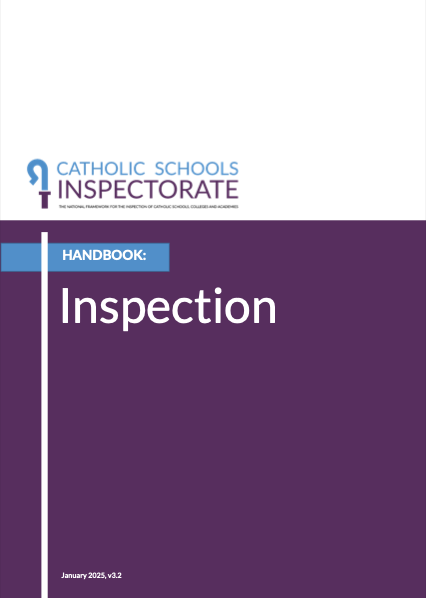 CATHOLIC SCHOOLS
INSPECTORATE
THE NATIONAL FRAMEWORK FOR THE INSPECTION OF CATHOLIC SCHOOLS, COLLEGES AND ACADEMIES
HANDBOOK:
Inspection
January 2025, v3.2